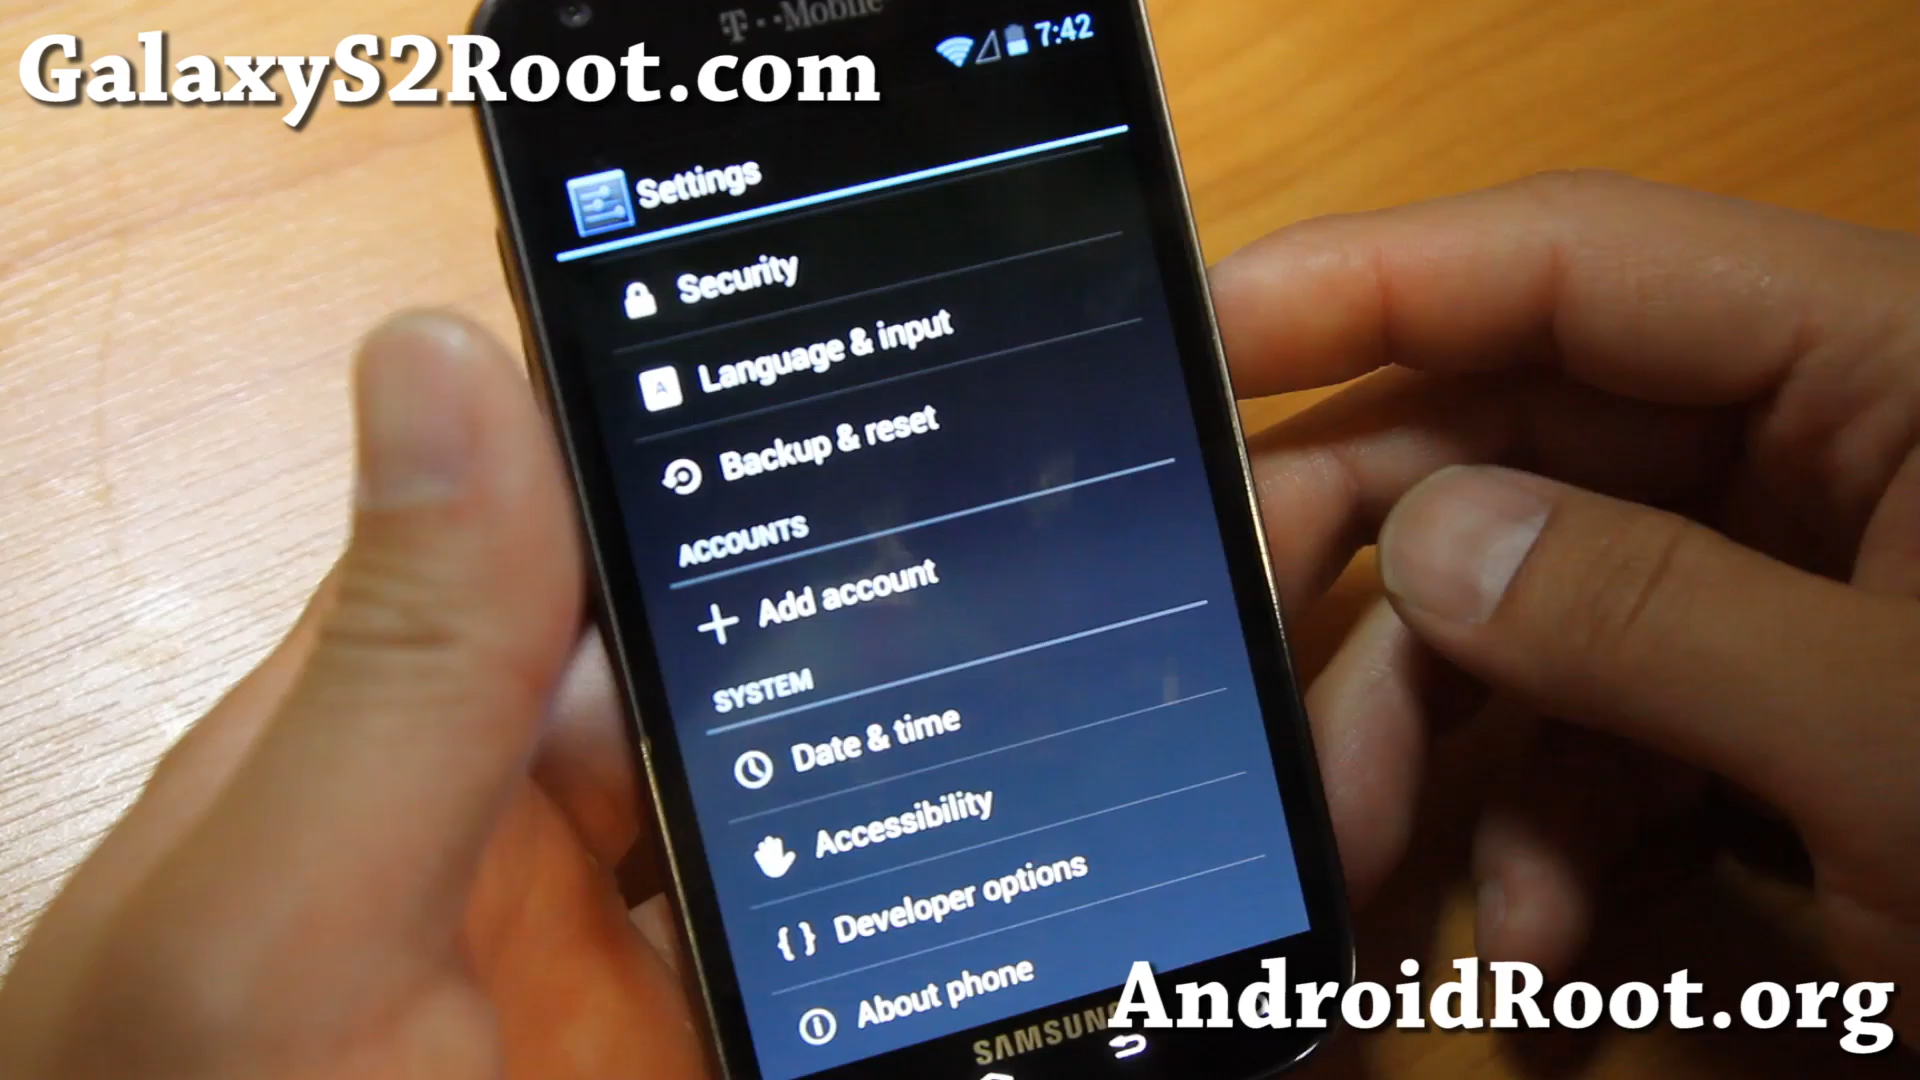 T··Mobile
GalaxyS2Root.com
7:42
Settings
Security
A
Language & input
Backup & reset
ACCOUNTS
Add account
SYSTEM
Date & time
Accessibility
{ } Developer options
About phone
SAMSUNG
AndroidRoot.org